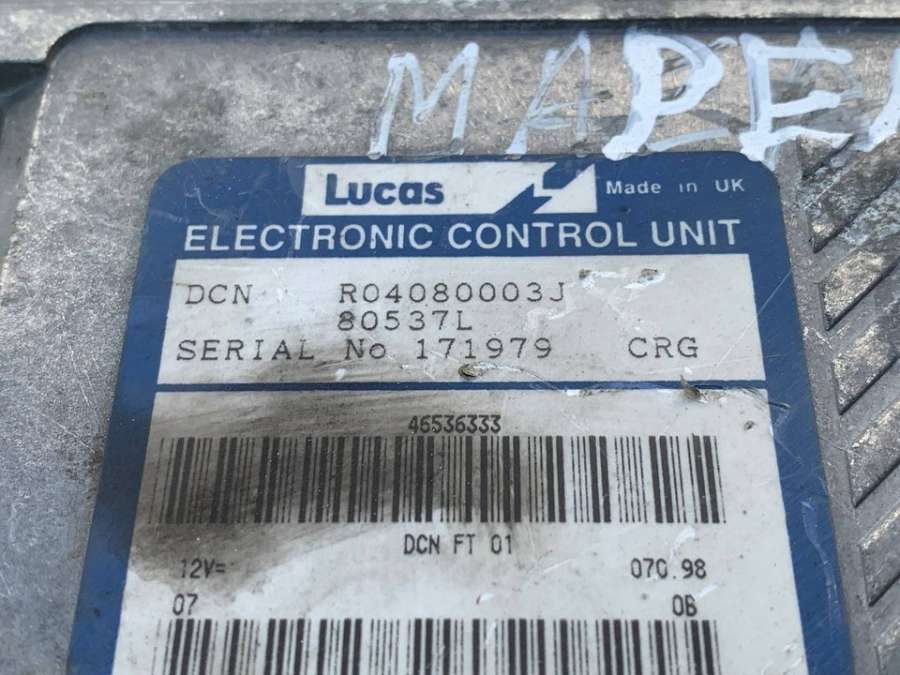 Lucas
Made in UK
ELECTRONIC CONTROL UNIT
DCN R04080003J
80537L
SERIAL No 171979 CRG
46536333
DCN FT 01
12V= 070.98
07 0B